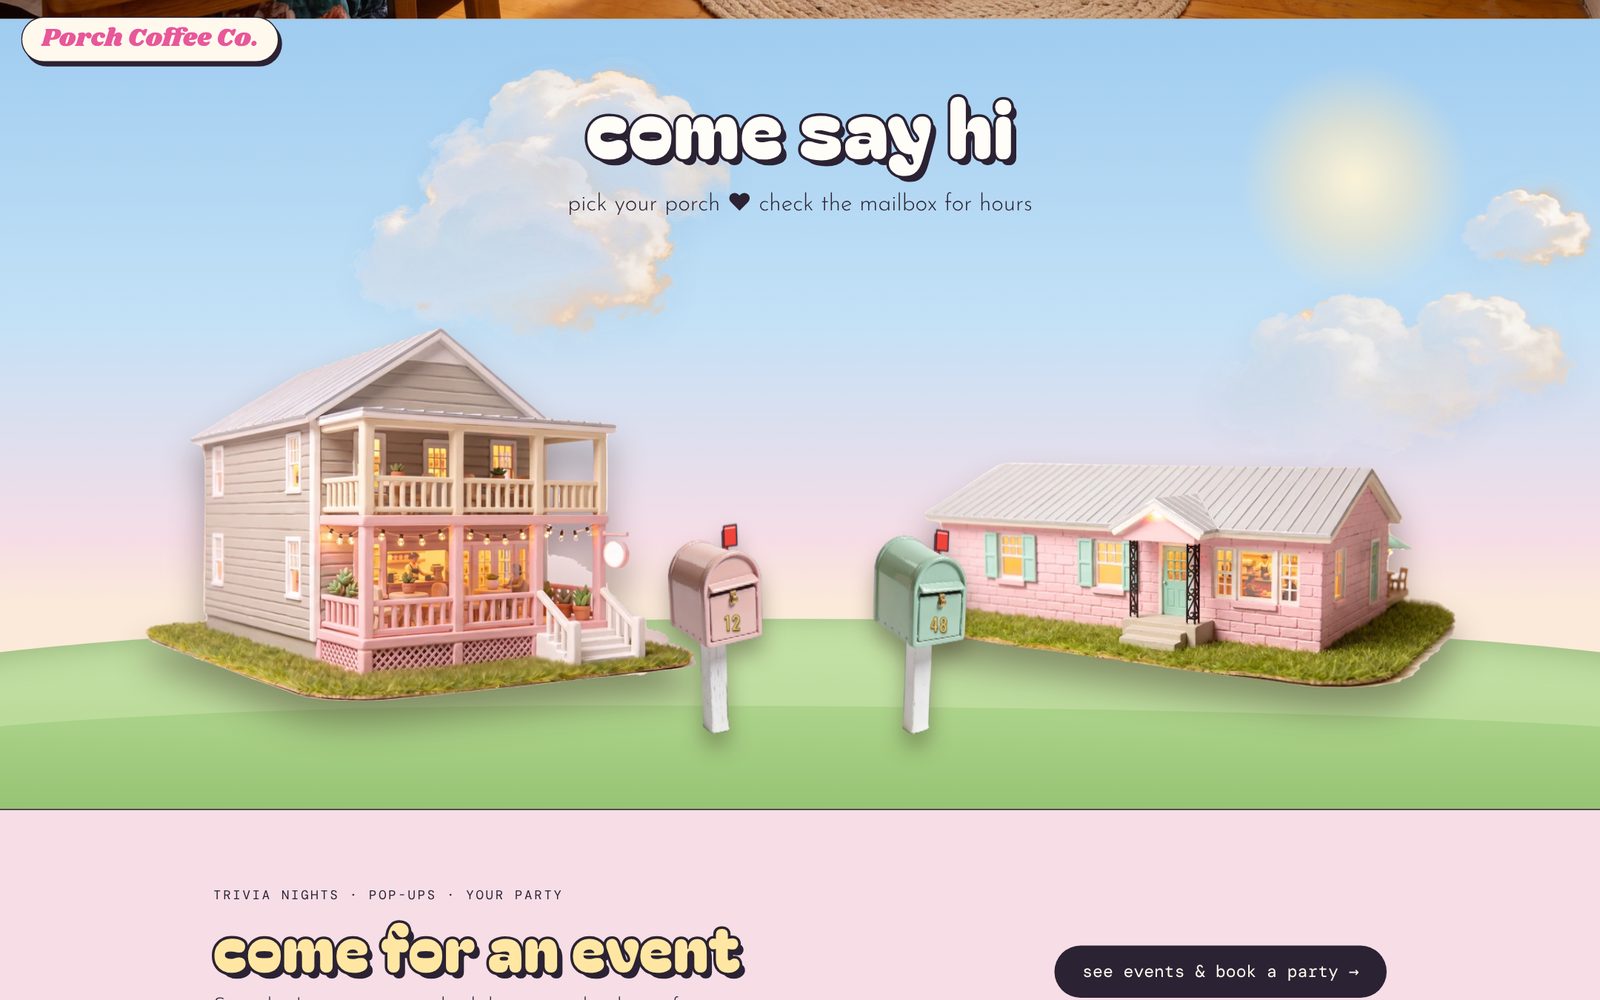 Porch Coffee Co.
come say hi
pick your porch ♥ check the mailbox for hours
12
48
TRIVIA NIGHTS · POP-UPS · YOUR PARTY
come for an event
see events & book a party →